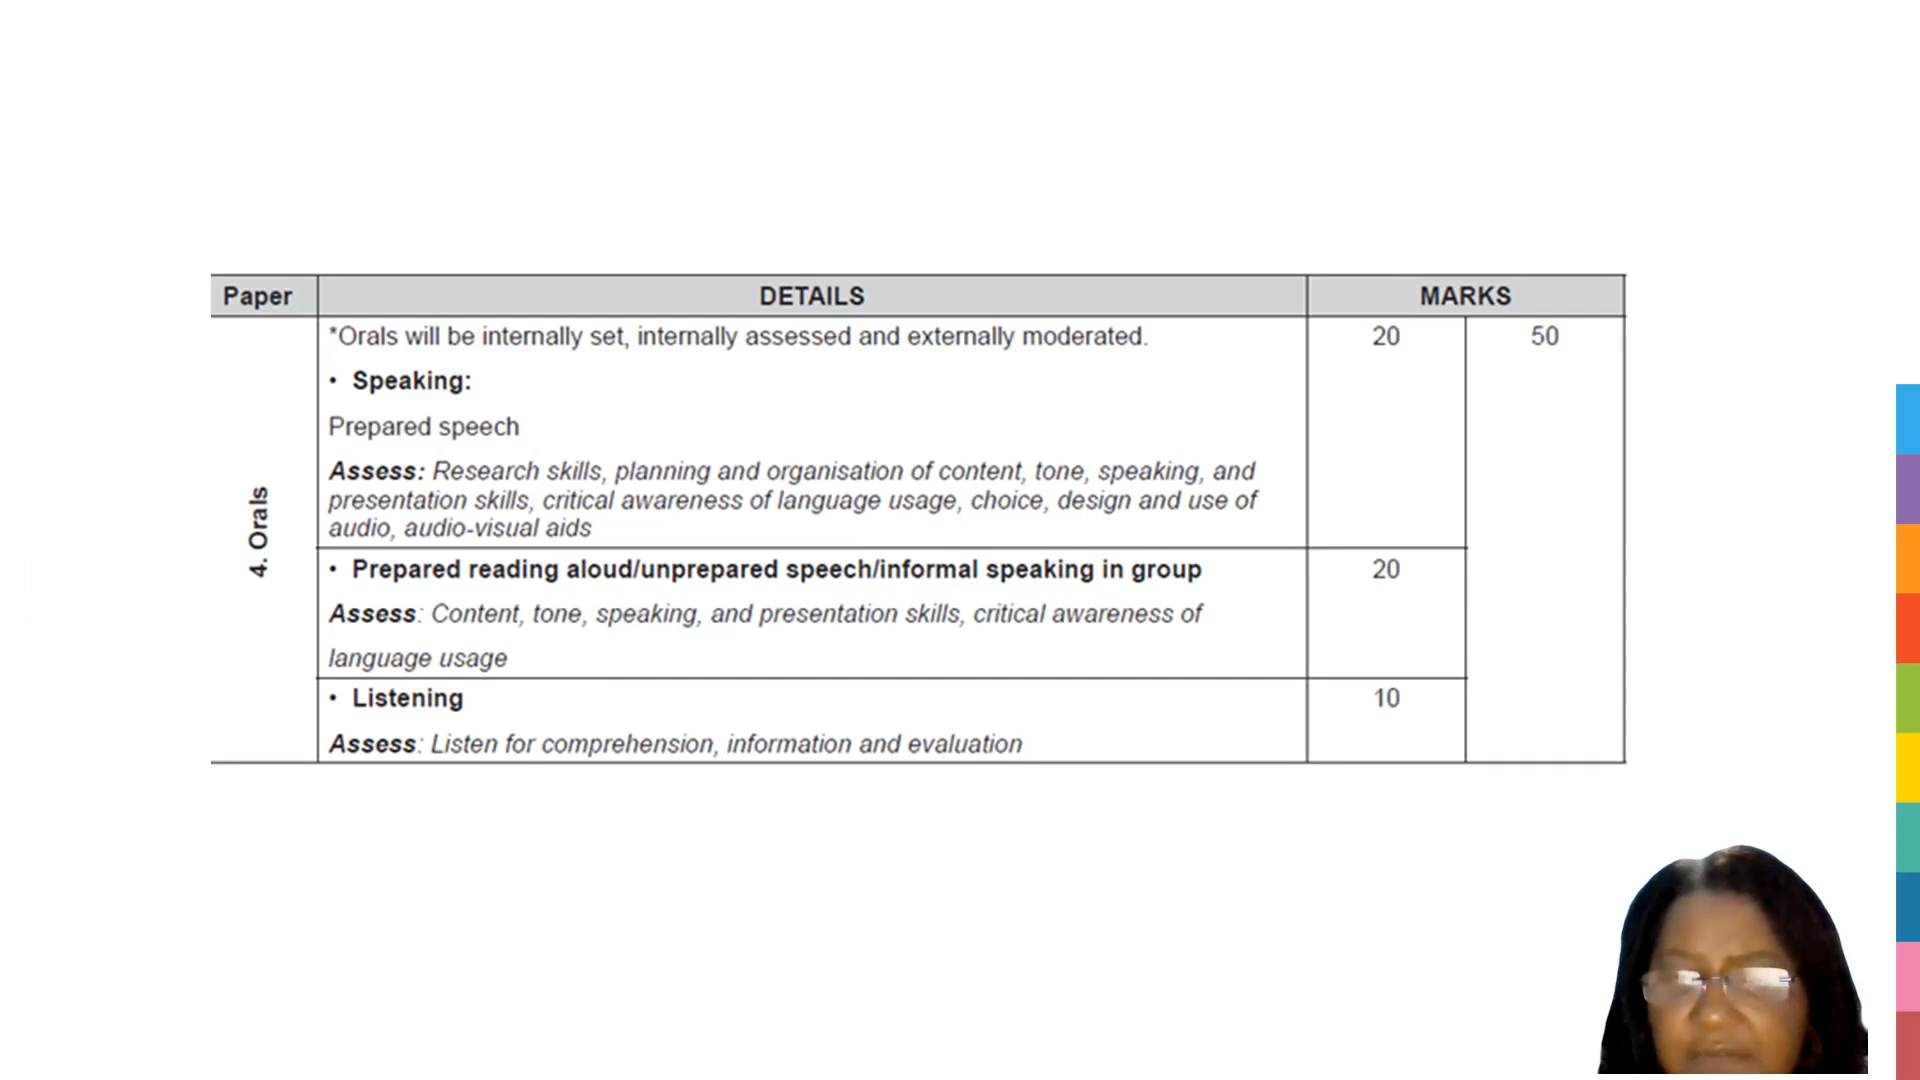 Paper DETAILS MARKS
*Orals will be internally set, internally assessed and externally moderated. 20 50
• Speaking:
Prepared speech
Assess: Research skills, planning and organisation of content, tone, speaking, and
presentation skills, critical awareness of language usage, choice, design and use of
audio, audio-visual aids
4. Orals
• Prepared reading aloud/unprepared speech/informal speaking in group 20
Assess: Content, tone, speaking, and presentation skills, critical awareness of
language usage
• Listening 10
Assess: Listen for comprehension, information and evaluation